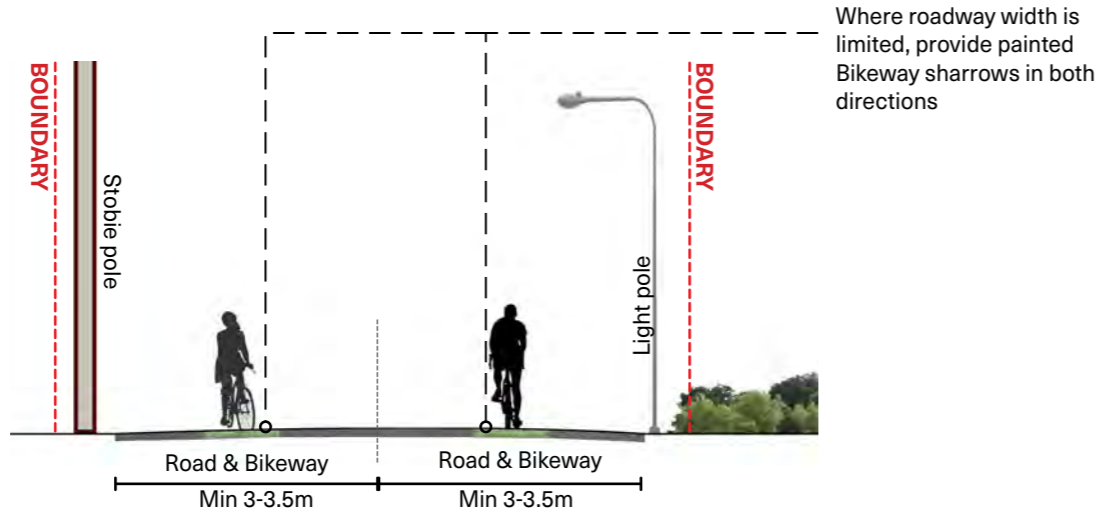 Where roadway width is
limited, provide painted
Bikeway sharrows in both
directions
BOUNDARY
Stobie pole
Light pole
BOUNDARY
Road & Bikeway
Road & Bikeway
Min 3-3.5m
Min 3-3.5m